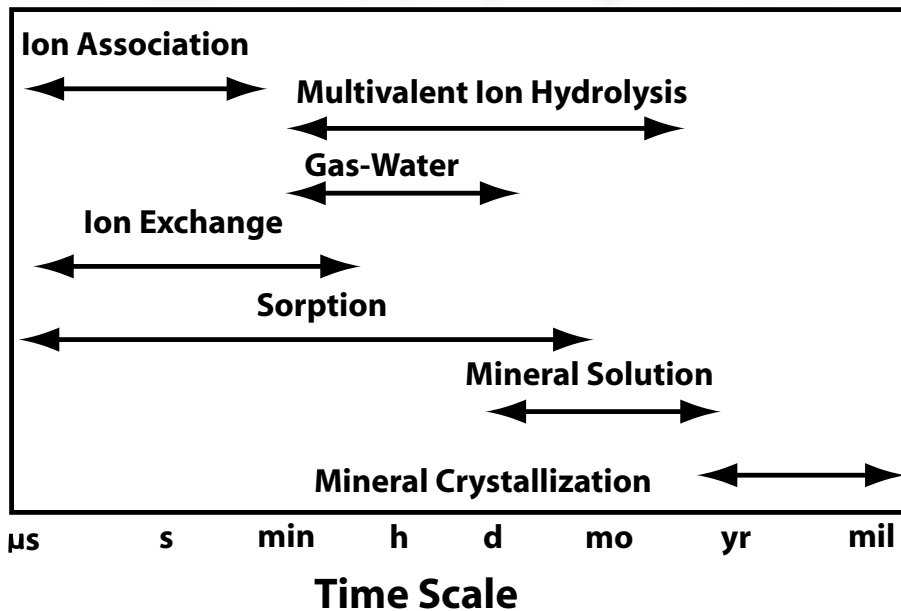 Ion Association
Multivalent Ion Hydrolysis
Gas-Water
Ion Exchange
Sorption
Mineral Solution
Mineral Crystallization
µs s min h d mo yr mil
Time Scale